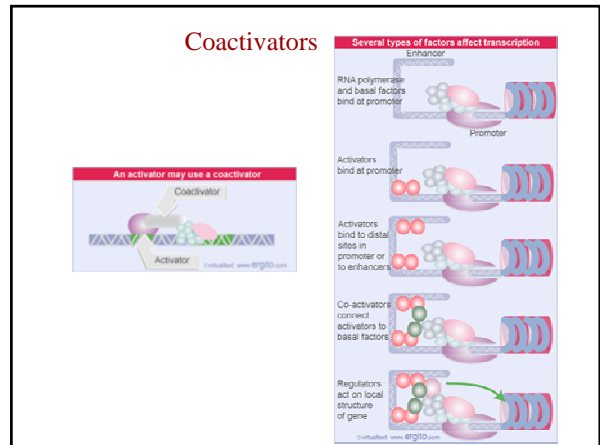 Coactivators
An activator may use a coactivator
Coactivator
Activator
©virtualtext www.ergito.com
Several types of factors affect transcription
Enhancer
RNA polymerase
and basal factors
bind at promoter
Promoter
Activators
bind at promoter
Activators
bind to distal
sites in
promoter or
to enhancers
Co-activators
connect
activators to
basal factors
Regulators
act on local
structure
of gene
©virtualtext www.ergito.com